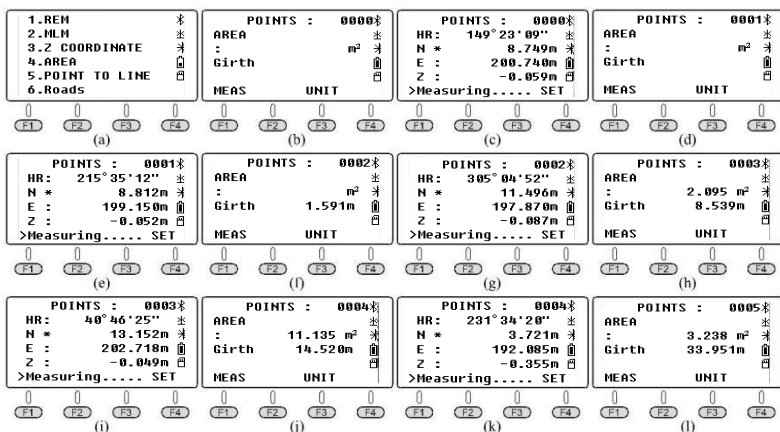 1.REM
2.MLM
3.Z COORDINATE
4.AREA
5.POINT TO LINE
6.Roads
F1 F2 F3 F4
(a)
POINTS : 0000
AREA
: m²
Girth
MEAS UNIT
F1 F2 F3 F4
(b)
POINTS : 0000
HR: 149°23'09"
N * 8.749m
E : 200.740m
Z : -0.059m
>Measuring..... SET
F1 F2 F3 F4
(c)
POINTS : 0001
AREA
: m²
Girth
MEAS UNIT
F1 F2 F3 F4
(d)
POINTS : 0001
HR: 215°35'12"
N * 8.812m
E : 199.150m
Z : -0.052m
>Measuring..... SET
F1 F2 F3 F4
(e)
POINTS : 0002
AREA
: m²
Girth 1.591m
MEAS UNIT
F1 F2 F3 F4
(f)
POINTS : 0002
HR: 305°04'52"
N * 11.496m
E : 197.870m
Z : -0.087m
>Measuring..... SET
F1 F2 F3 F4
(g)
POINTS : 0003
AREA
: 2.095 m²
Girth 8.539m
MEAS UNIT
F1 F2 F3 F4
(h)
POINTS : 0003
HR: 40°46'25"
N * 13.152m
E : 202.718m
Z : -0.049m
>Measuring..... SET
F1 F2 F3 F4
(i)
POINTS : 0004
AREA
: 11.135 m²
Girth 14.520m
MEAS UNIT
F1 F2 F3 F4
(j)
POINTS : 0004
HR: 231°34'20"
N * 3.721m
E : 192.085m
Z : -0.355m
>Measuring..... SET
F1 F2 F3 F4
(k)
POINTS : 0005
AREA
: 3.238 m²
Girth 33.951m
MEAS UNIT
F1 F2 F3 F4
(l)